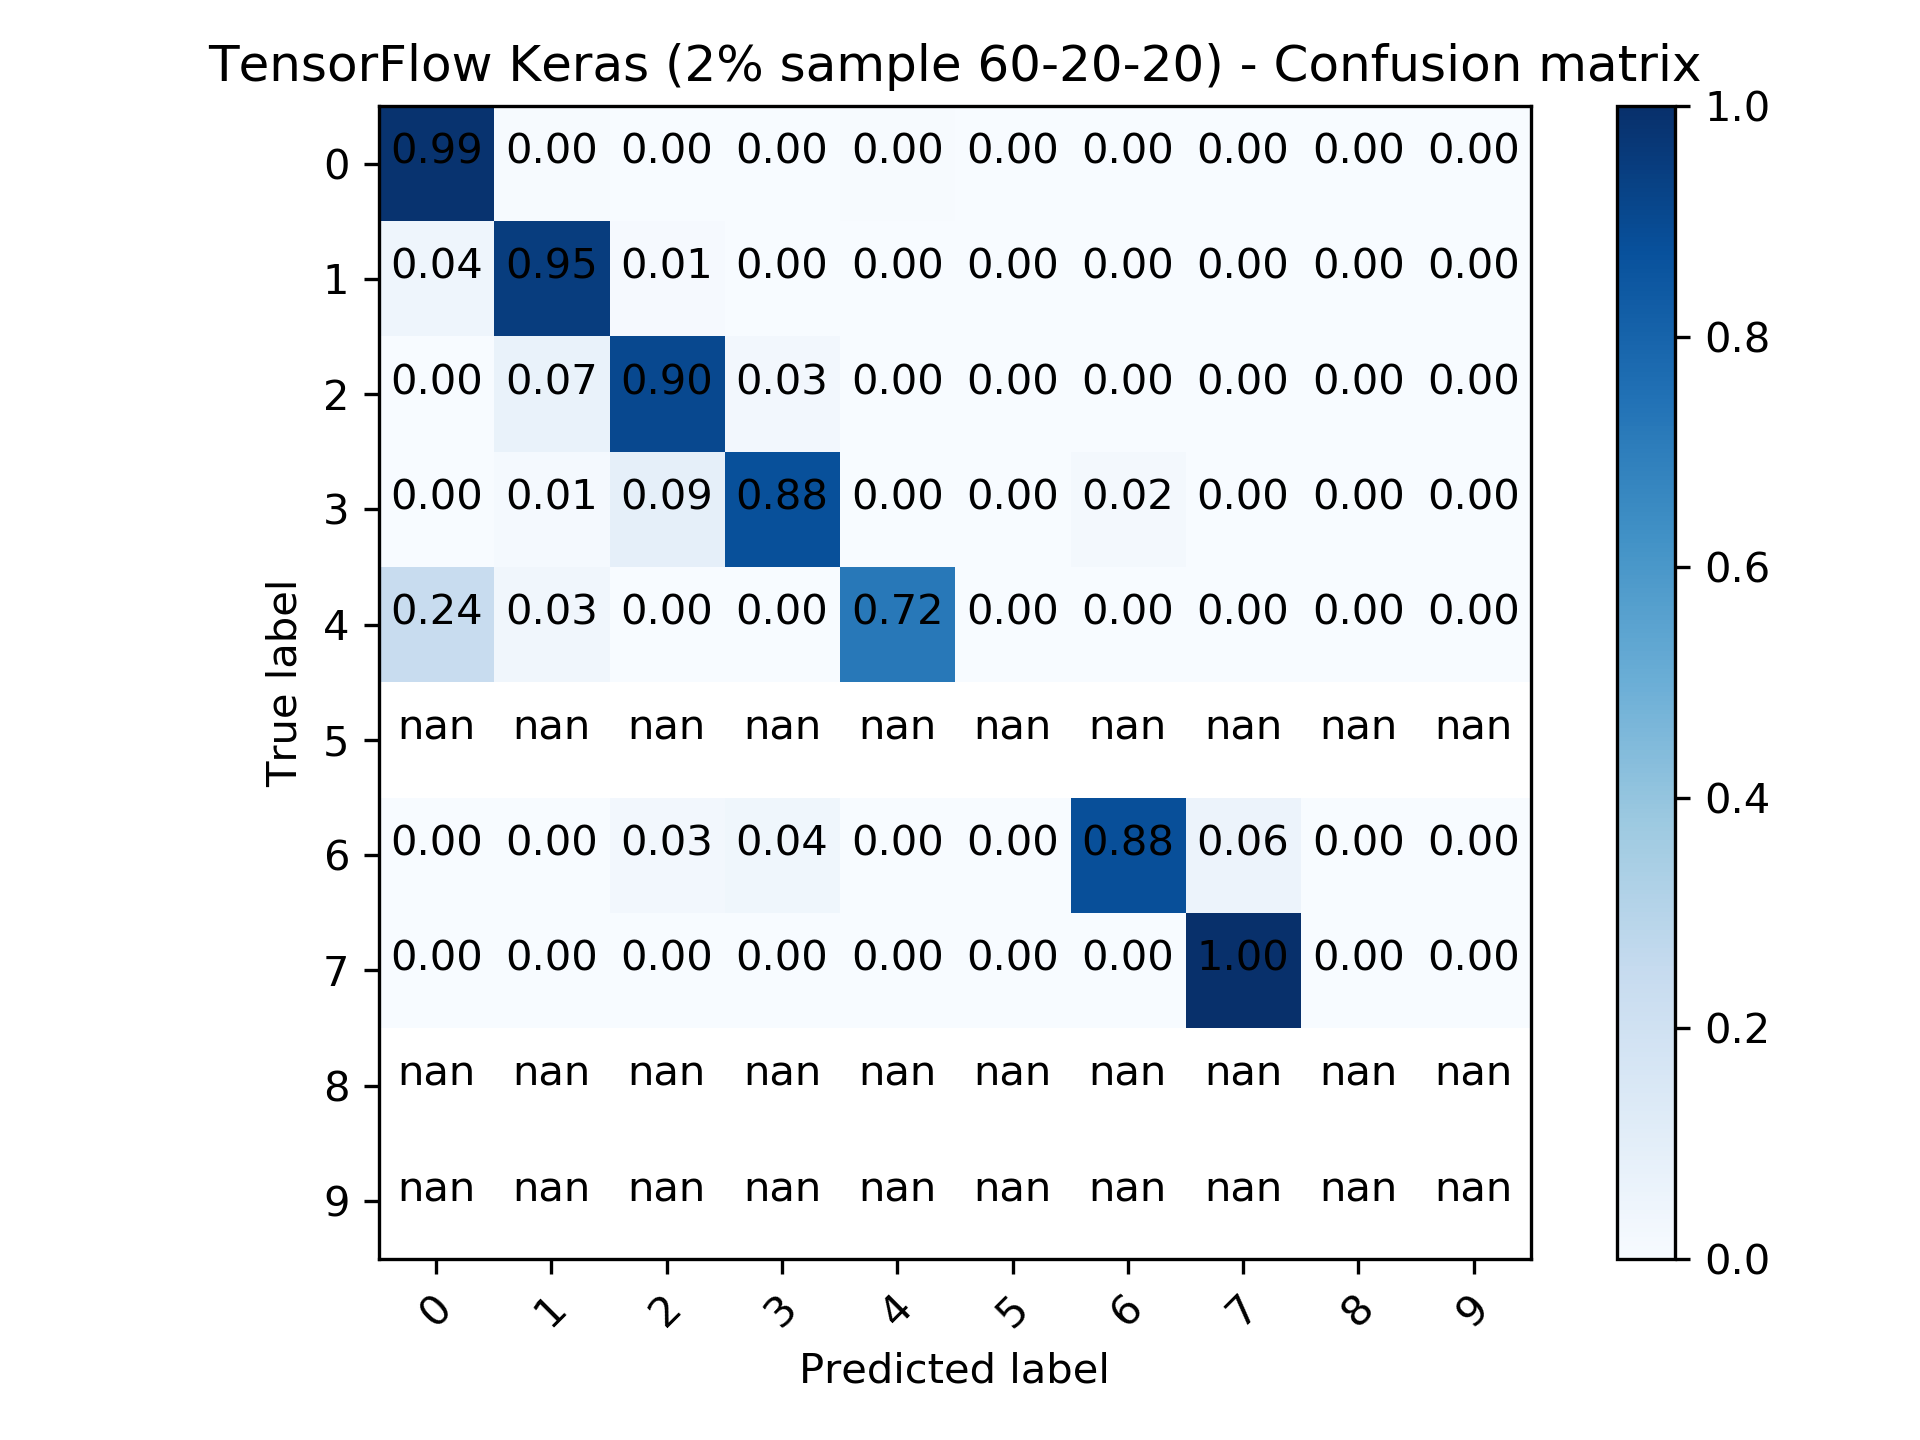 TensorFlow Keras (2% sample 60-20-20) - Confusion matrix
0 0.99 0.00 0.00 0.00 0.00 0.00 0.00 0.00 0.00 0.00
1 0.04 0.95 0.01 0.00 0.00 0.00 0.00 0.00 0.00 0.00
2 0.00 0.07 0.90 0.03 0.00 0.00 0.00 0.00 0.00 0.00
3 0.00 0.01 0.09 0.88 0.00 0.00 0.02 0.00 0.00 0.00
4 0.24 0.03 0.00 0.00 0.72 0.00 0.00 0.00 0.00 0.00
5 nan nan nan nan nan nan nan nan nan nan
6 0.00 0.00 0.03 0.04 0.00 0.00 0.88 0.06 0.00 0.00
7 0.00 0.00 0.00 0.00 0.00 0.00 0.00 1.00 0.00 0.00
8 nan nan nan nan nan nan nan nan nan nan
9 nan nan nan nan nan nan nan nan nan nan
0 1 2 3 4 5 6 7 8 9
Predicted label
True label
1.0
0.8
0.6
0.4
0.2
0.0